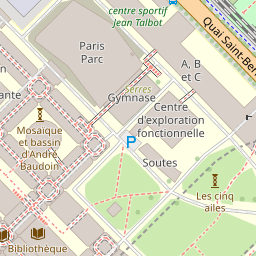 centre sportif
Jean Talbot
Quai Saint-Ber
Paris
Parc
A, B
et C
Serres
Gymnase
ante
Centre
d'exploration
fonctionnelle
Mosaïque
et bassin
d'André
Baudoin
P
Soutes
Les cinq
ailes
Bibliothèque